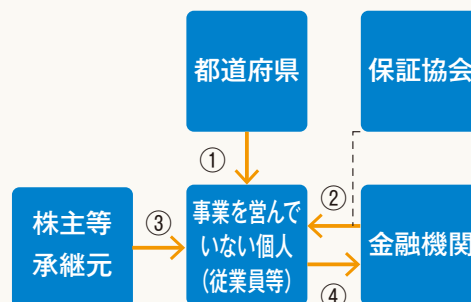 都道府県
保証協会
①
②
株主等
承継元
③
事業を営んで
いない個人
(従業員等)
金融機関
④